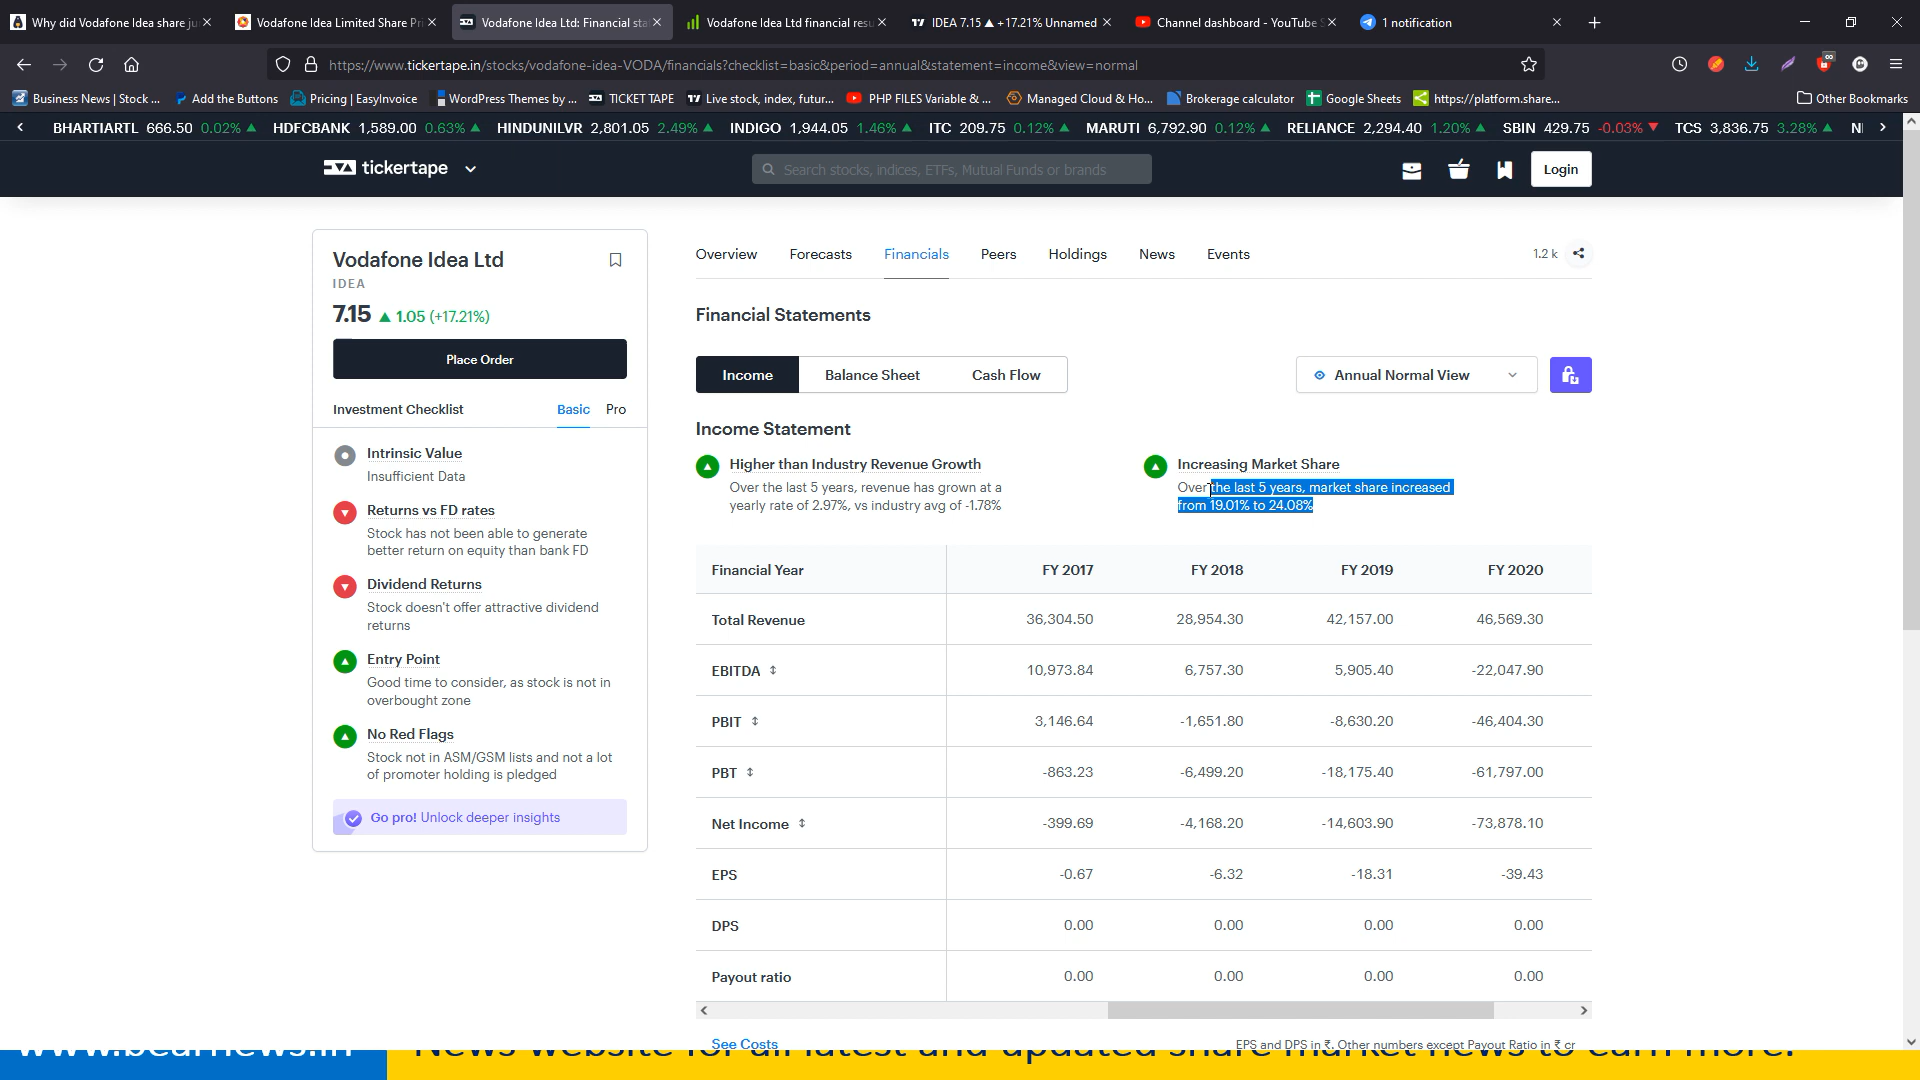 Why did Vodafone Idea share ju
Vodafone Idea Limited Share Pri
Vodafone Idea Ltd: Financial sta
Vodafone Idea Ltd financial resu
IDEA 7.15 ▲ +17.21% Unnamed
Channel dashboard - YouTube S
1 notification
https://www.tickertape.in/stocks/vodafone-idea-VODA/financials?checklist=basic&period=annual&statement=income&view=normal
Business News | Stock ...
Add the Buttons
Pricing | EasyInvoice
WordPress Themes by ...
TICKET TAPE
Live stock, index, futur...
PHP FILES Variable & ...
Managed Cloud & Ho...
Brokerage calculator
Google Sheets
https://platform.share...
Other Bookmarks
BHARTIARTL 666.50 0.02% ▲ HDFCBANK 1,589.00 0.63% ▲ HINDUNILVR 2,801.05 2.49% ▲ INDIGO 1,944.05 1.46% ▲ ITC 209.75 0.12% ▲ MARUTI 6,792.90 0.12% ▲ RELIANCE 2,294.40 1.20% ▲ SBIN 429.75 -0.03% ▼ TCS 3,836.75 3.28% ▲
tickertape
Search stocks, indices, ETFs, Mutual Funds or brands
Login
Vodafone Idea Ltd
IDEA
7.15 ▲ 1.05 (+17.21%)
Place Order
Investment Checklist Basic Pro
Intrinsic Value
Insufficient Data
Returns vs FD rates
Stock has not been able to generate
better return on equity than bank FD
Dividend Returns
Stock doesn't offer attractive dividend
returns
Entry Point
Good time to consider, as stock is not in
overbought zone
No Red Flags
Stock not in ASM/GSM lists and not a lot
of promoter holding is pledged
Go pro! Unlock deeper insights
Overview Forecasts Financials Peers Holdings News Events 1.2 k
Financial Statements
Income Balance Sheet Cash Flow Annual Normal View
Income Statement
Higher than Industry Revenue Growth
Over the last 5 years, revenue has grown at a
yearly rate of 2.97%, vs industry avg of -1.78%
Increasing Market Share
Over the last 5 years, market share increased
from 19.01% to 24.08%
Financial Year FY 2017 FY 2018 FY 2019 FY 2020
Total Revenue 36,304.50 28,954.30 42,157.00 46,569.30
EBITDA 10,973.84 6,757.30 5,905.40 -22,047.90
PBIT 3,146.64 -1,651.80 -8,630.20 -46,404.30
PBT -863.23 -6,499.20 -18,175.40 -61,797.00
Net Income -399.69 -4,168.20 -14,603.90 -73,878.10
EPS -0.67 -6.32 -18.31 -39.43
DPS 0.00 0.00 0.00 0.00
Payout ratio 0.00 0.00 0.00 0.00
See Costs
EPS and DPS in ₹. Other numbers except Payout Ratio in ₹ cr
www.bearnews.in
News website for all latest and updated share market news to earn more.